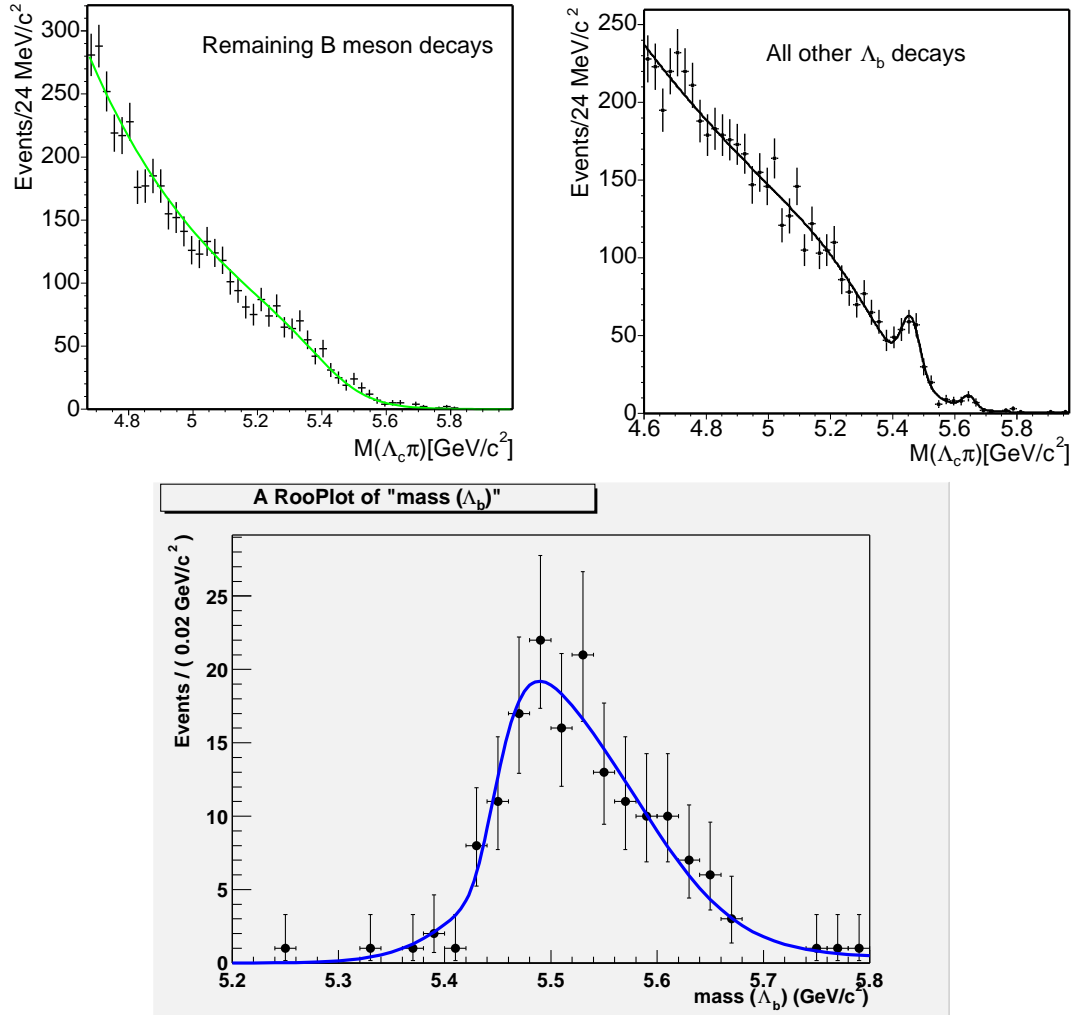 Events/24 MeV/c²
300
250
200
150
100
50
0
Remaining B meson decays
4.8 5 5.2 5.4 5.6 5.8
M(Λcπ)[GeV/c²]
Events/24 MeV/c²
250
200
150
100
50
0
All other Λb decays
4.6 4.8 5 5.2 5.4 5.6 5.8
M(Λcπ)[GeV/c²]
A RooPlot of "mass (Λb)"
Events / ( 0.02 GeV/c² )
25
20
15
10
5
0
5.2 5.3 5.4 5.5 5.6 5.7 5.8
mass (Λb) (GeV/c²)